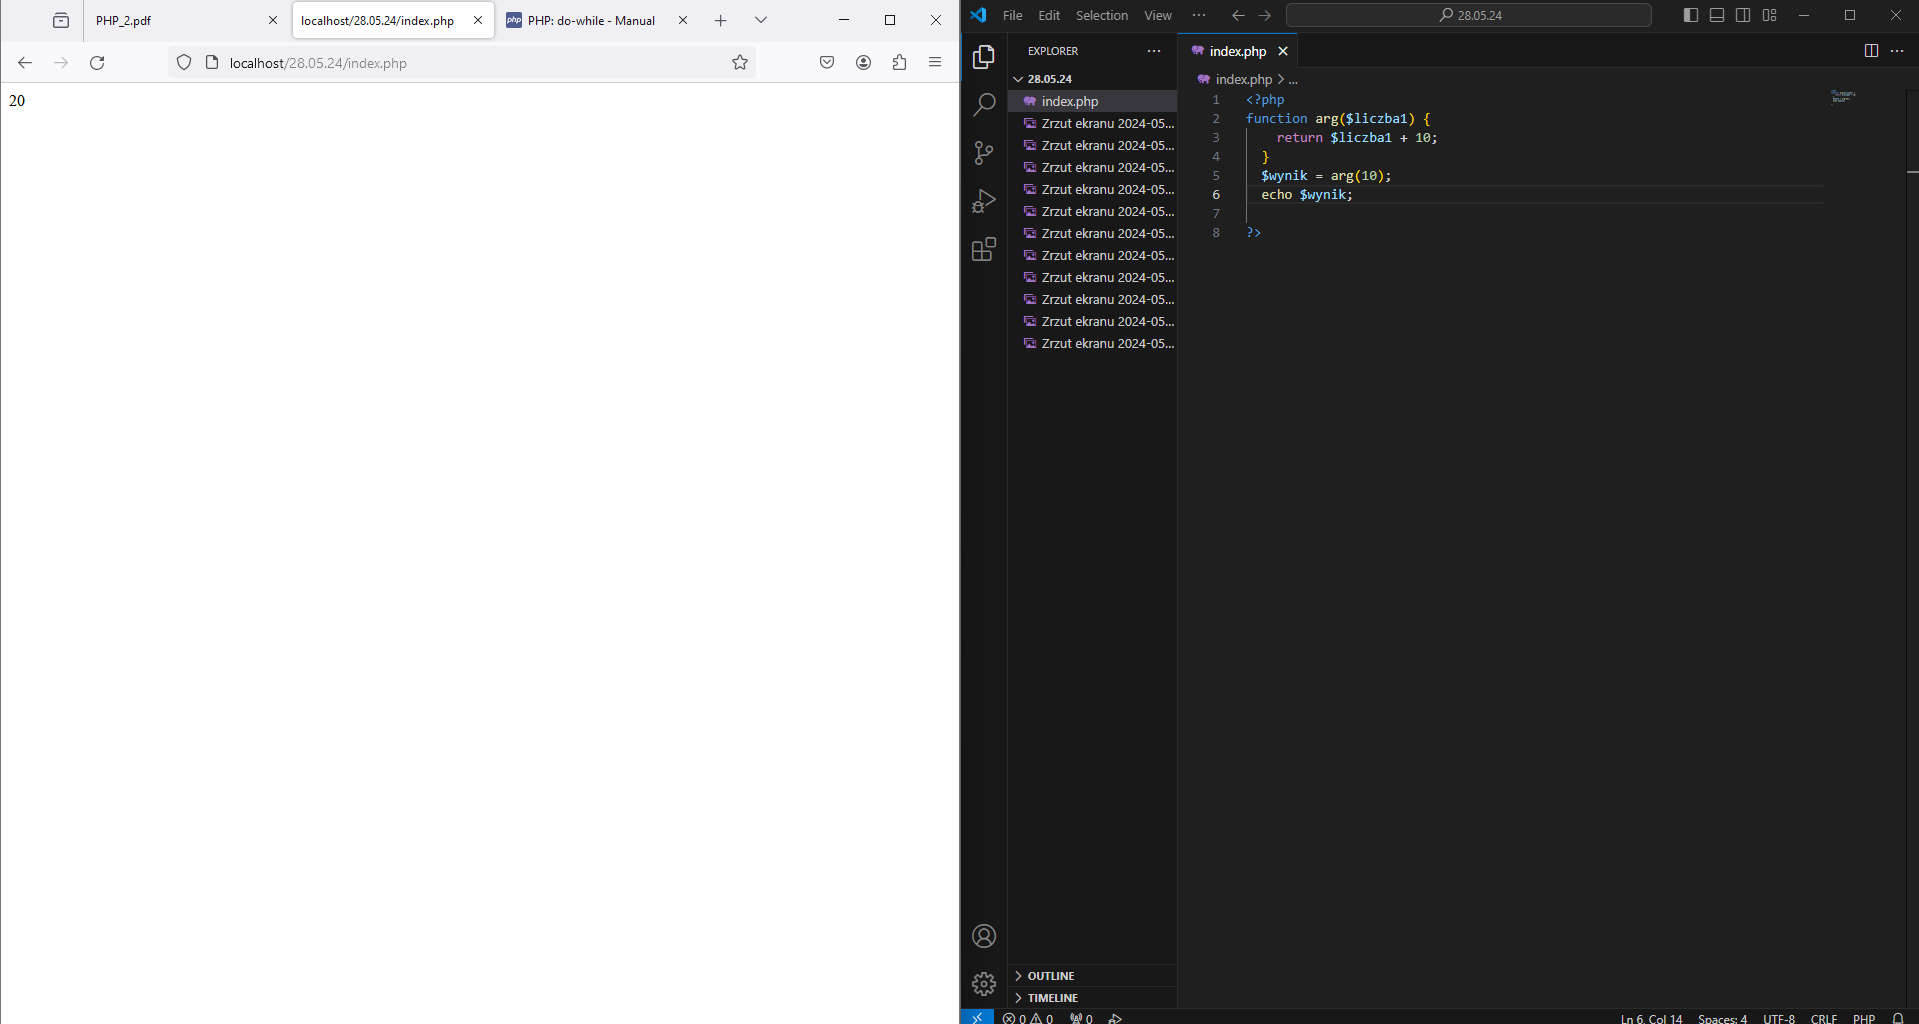 PHP_2.pdf
localhost/28.05.24/index.php
php PHP: do-while - Manual
localhost/28.05.24/index.php
20
File Edit Selection View ...
28.05.24
EXPLORER ...
28.05.24
index.php
Zrzut ekranu 2024-05...
Zrzut ekranu 2024-05...
Zrzut ekranu 2024-05...
Zrzut ekranu 2024-05...
Zrzut ekranu 2024-05...
Zrzut ekranu 2024-05...
Zrzut ekranu 2024-05...
Zrzut ekranu 2024-05...
Zrzut ekranu 2024-05...
Zrzut ekranu 2024-05...
Zrzut ekranu 2024-05...
OUTLINE
TIMELINE
index.php
index.php > ...
1 <?php
2 function arg($liczba1) {
3 return $liczba1 + 10;
4 }
5 $wynik = arg(10);
6 echo $wynik;
7
8 ?>
0 0 0
Ln 6, Col 14 Spaces: 4 UTF-8 CRLF PHP